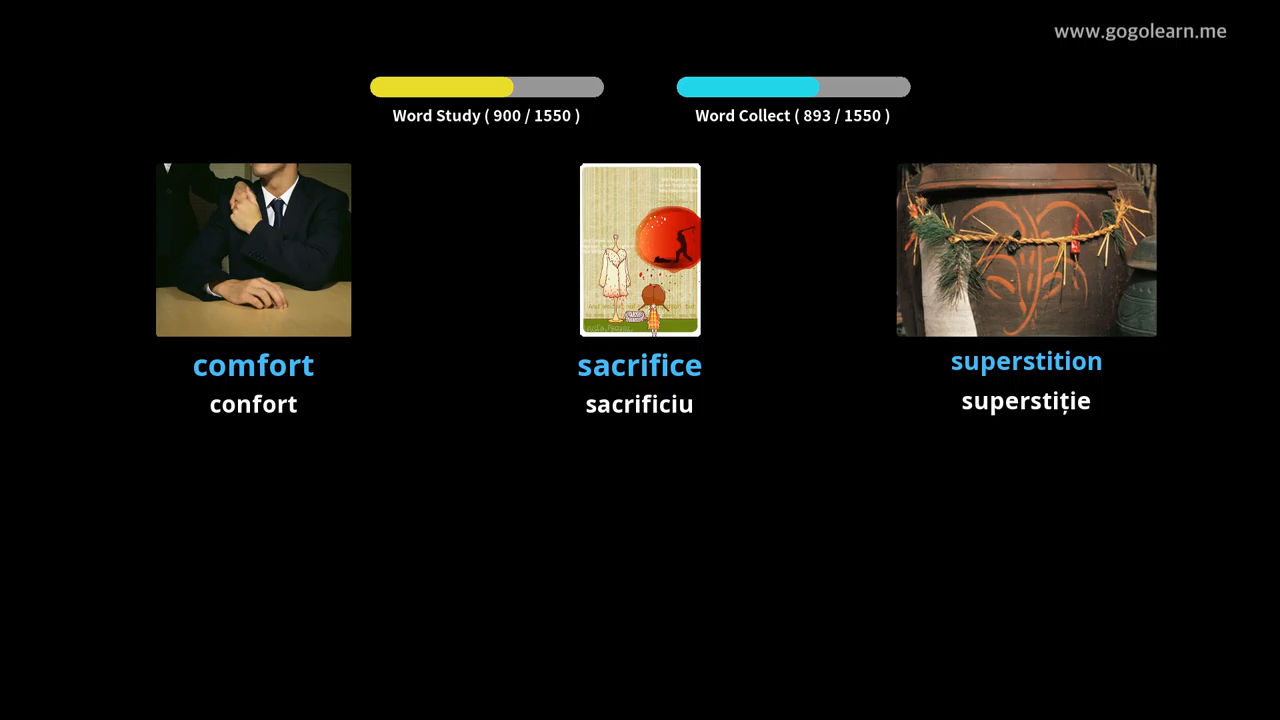 www.gogolearn.me
Word Study ( 900 / 1550 )
Word Collect ( 893 / 1550 )
comfort
confort
sacrifice
sacrificiu
superstition
superstiție